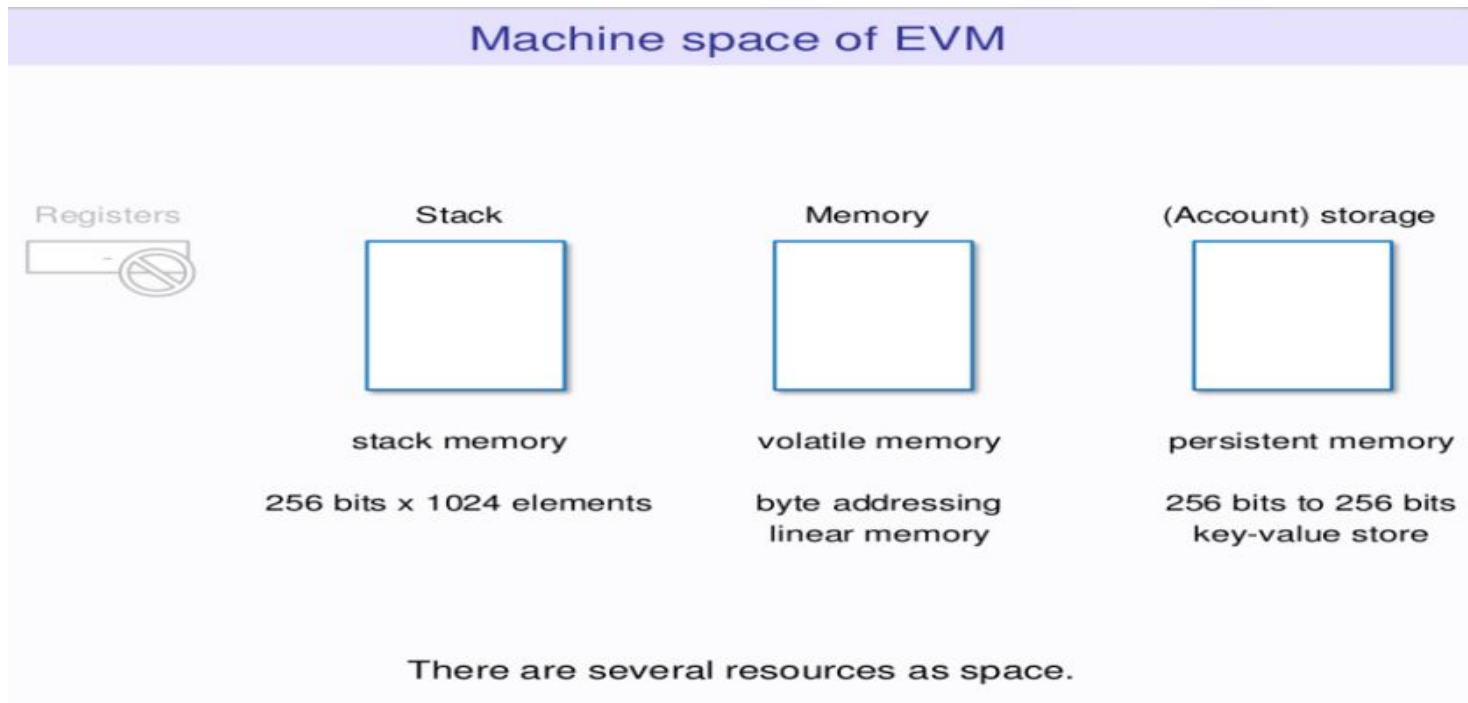 Machine space of EVM
Registers
-
Stack
Memory
(Account) storage
stack memory
volatile memory
persistent memory
256 bits x 1024 elements
byte addressing
linear memory
256 bits to 256 bits
key-value store
There are several resources as space.